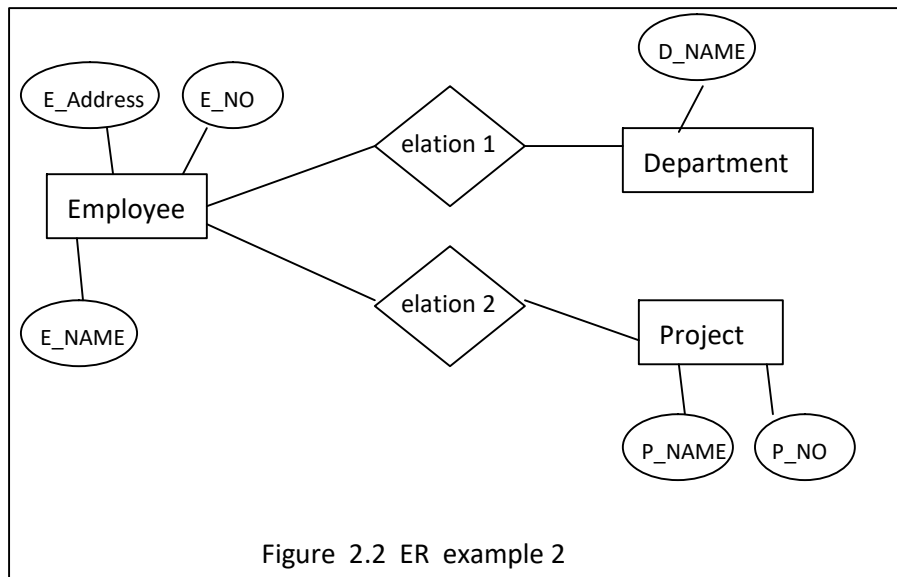 D_NAME
E_Address
E_NO
elation 1
Department
Employee
elation 2
Project
E_NAME
P_NAME
P_NO
Figure 2.2 ER example 2